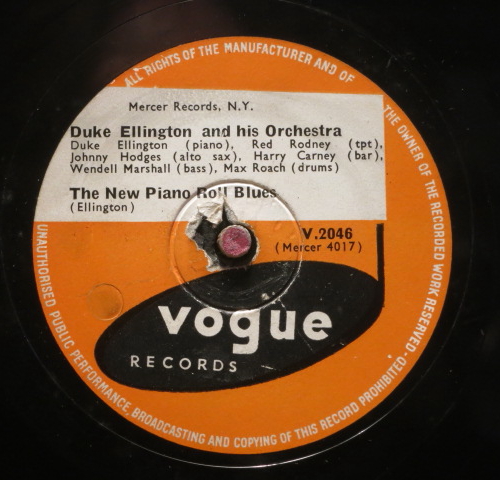 ALL RIGHTS OF THE MANUFACTURER AND OF THE OWNER OF THE RECORDED WORK RESERVED-
Mercer Records, N.Y.
Duke Ellington and his Orchestra
Duke Ellington (piano), Red Rodney (tpt),
Johnny Hodges (alto sax), Harry Carney (bar),
Wendell Marshall (bass), Max Roach (drums)
The New Piano Roll Blues
(Ellington)
V.2046
(Mercer 4017)
vogue
RECORDS
UNAUTHORISED PUBLIC PERFORMANCE, BROADCASTING AND COPYING OF THIS RECORD PROHIBITED-